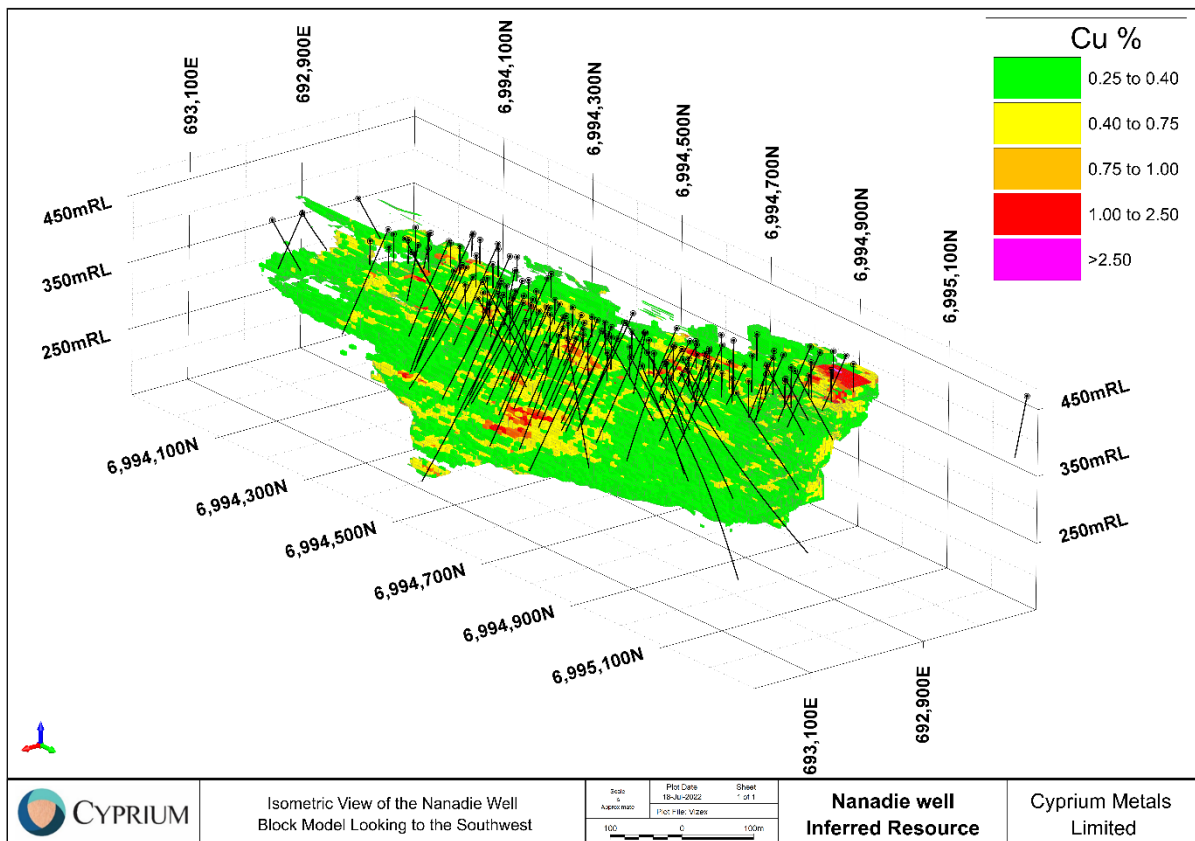 Cu %
0.25 to 0.40
0.40 to 0.75
0.75 to 1.00
1.00 to 2.50
>2.50
693,100E
692,900E
6,994,100N
6,994,300N
6,994,500N
6,994,700N
6,994,900N
6,995,100N
450mRL
350mRL
250mRL
450mRL
350mRL
250mRL
6,994,100N
6,994,300N
6,994,500N
6,994,700N
6,994,900N
6,995,100N
693,100E
692,900E
CYPRIUM
Isometric View of the Nanadie Well
Block Model Looking to the Southwest
Scale
Approximate
Plot Date
18-Jul-2022
Sheet
1 of 1
Plot File: Vizex
100 0 100m
Nanadie well
Inferred Resource
Cyprium Metals
Limited